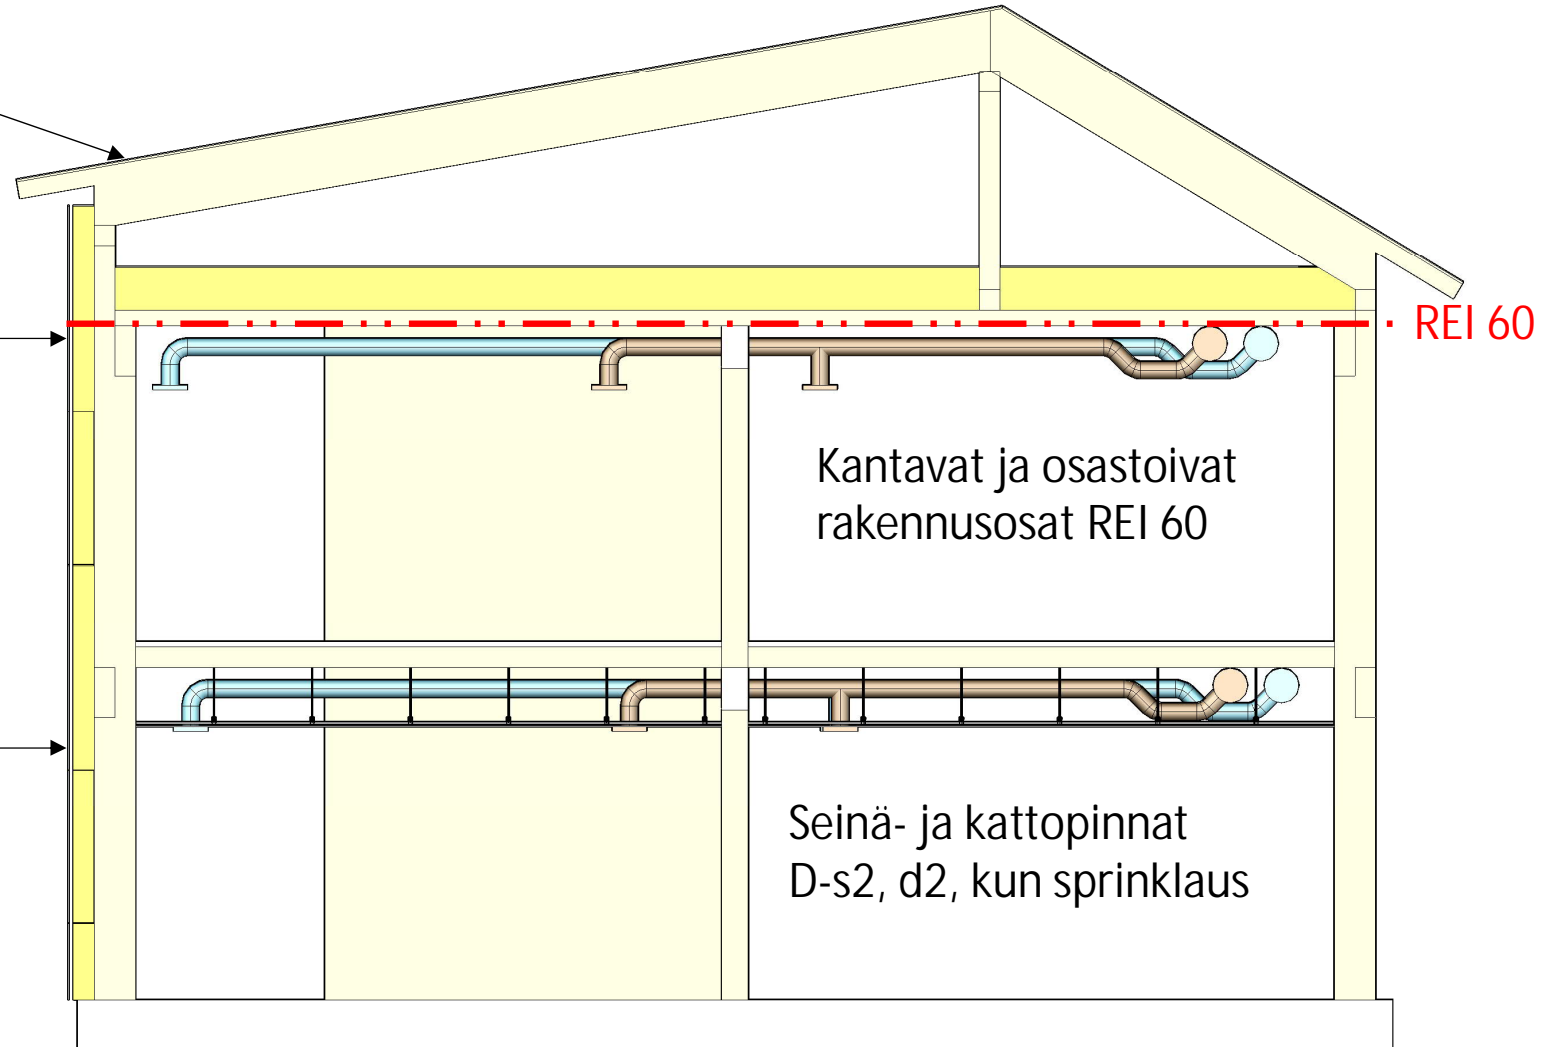 REI 60
Kantavat ja osastoivat
rakennusosat REI 60
Seinä- ja kattopinnat
D-s2, d2, kun sprinklaus